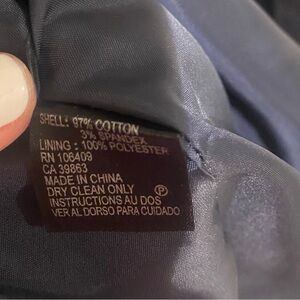 SHELL: 97% COTTON
3% SPANDEX
LINING : 100% POLYESTER
RN 106409
CA 39863
MADE IN CHINA
DRY CLEAN ONLY Ⓟ
INSTRUCTIONS AU DOS
VER AL DORSO PARA CUIDADO